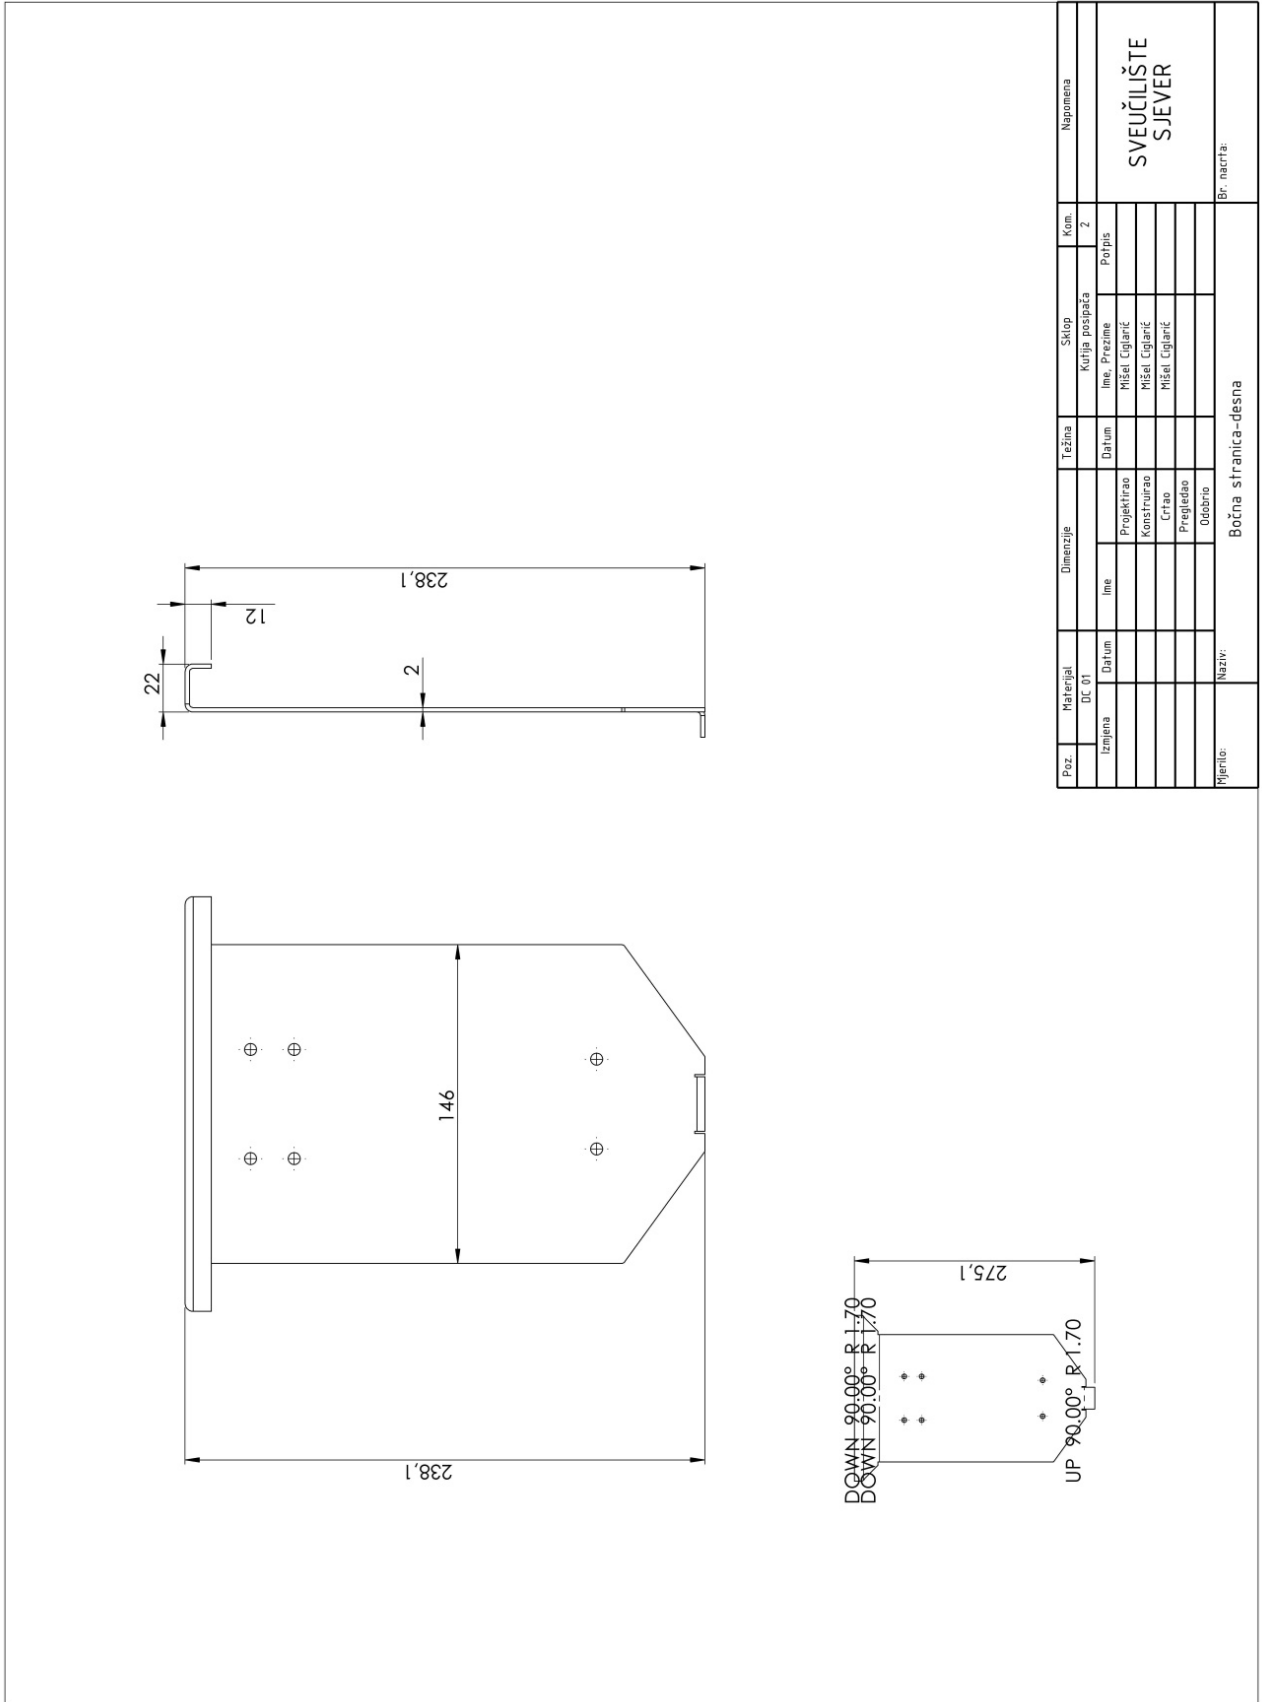 238,1
12
22
2
146
238,1
275,1
DOWN 90.00° R 1.70
DOWN 90.00° R 1.70
UP 90.00° R 1.70
Poz. Materijal Dimenzije Težina Sklop Kom. Napomena
DC 01 Kutija posipača 2
Izmjena Datum Ime Datum Ime, Prezime Potpis
Projektirao Mišel Ciglarić
Konstruirao Mišel Ciglarić
Crtao Mišel Ciglarić
Pregledao
Odobrio
SVEUČILIŠTE
SJEVER
Mjerilo: Naziv: Br. nacrta:
Bočna stranica-desna